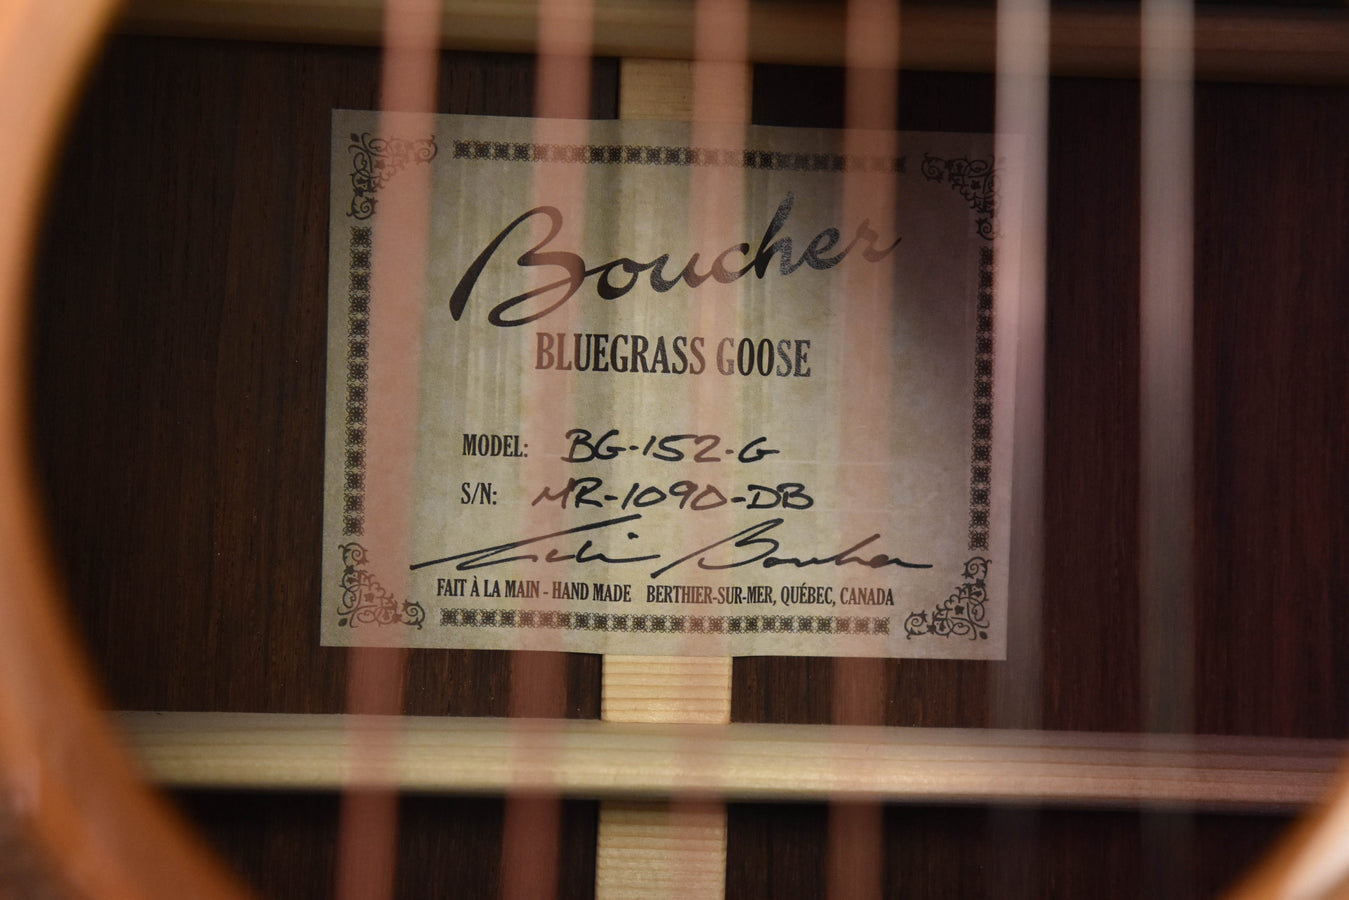 Boucher
BLUEGRASS GOOSE
MODEL: BG-152-G
S/N: MR-1090-DB
FAIT À LA MAIN - HAND MADE BERTHIER-SUR-MER, QUÉBEC, CANADA